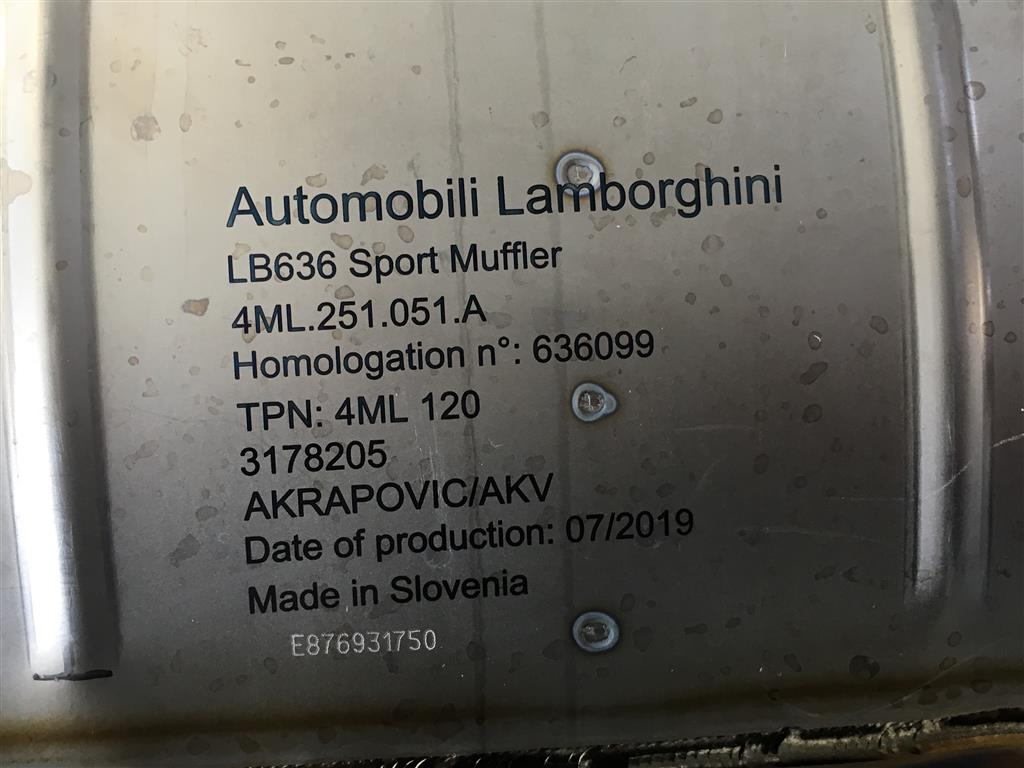 Automobili Lamborghini
LB636 Sport Muffler
4ML.251.051.A
Homologation n°: 636099
TPN: 4ML 120
3178205
AKRAPOVIC/AKV
Date of production: 07/2019
Made in Slovenia
E876931750